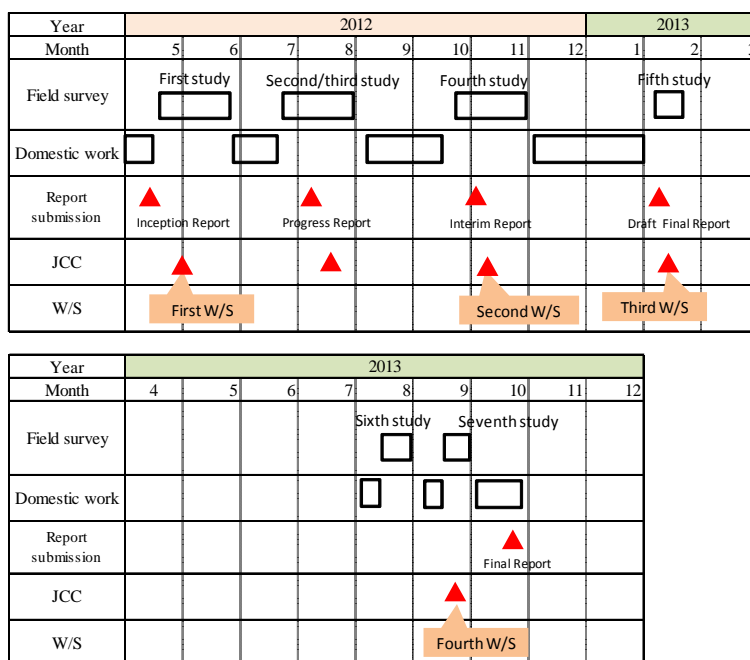 Year 2012 2013
Month 5 6 7 8 9 10 11 12 1 2 3
First study Second/third study Fourth study Fifth study
Field survey
Domestic work
Report
submission
Inception Report Progress Report Interim Report Draft Final Report
JCC
W/S First W/S Second W/S Third W/S
Year 2013
Month 4 5 6 7 8 9 10 11 12
Sixth study Seventh study
Field survey
Domestic work
Report
submission
Final Report
JCC
W/S Fourth W/S